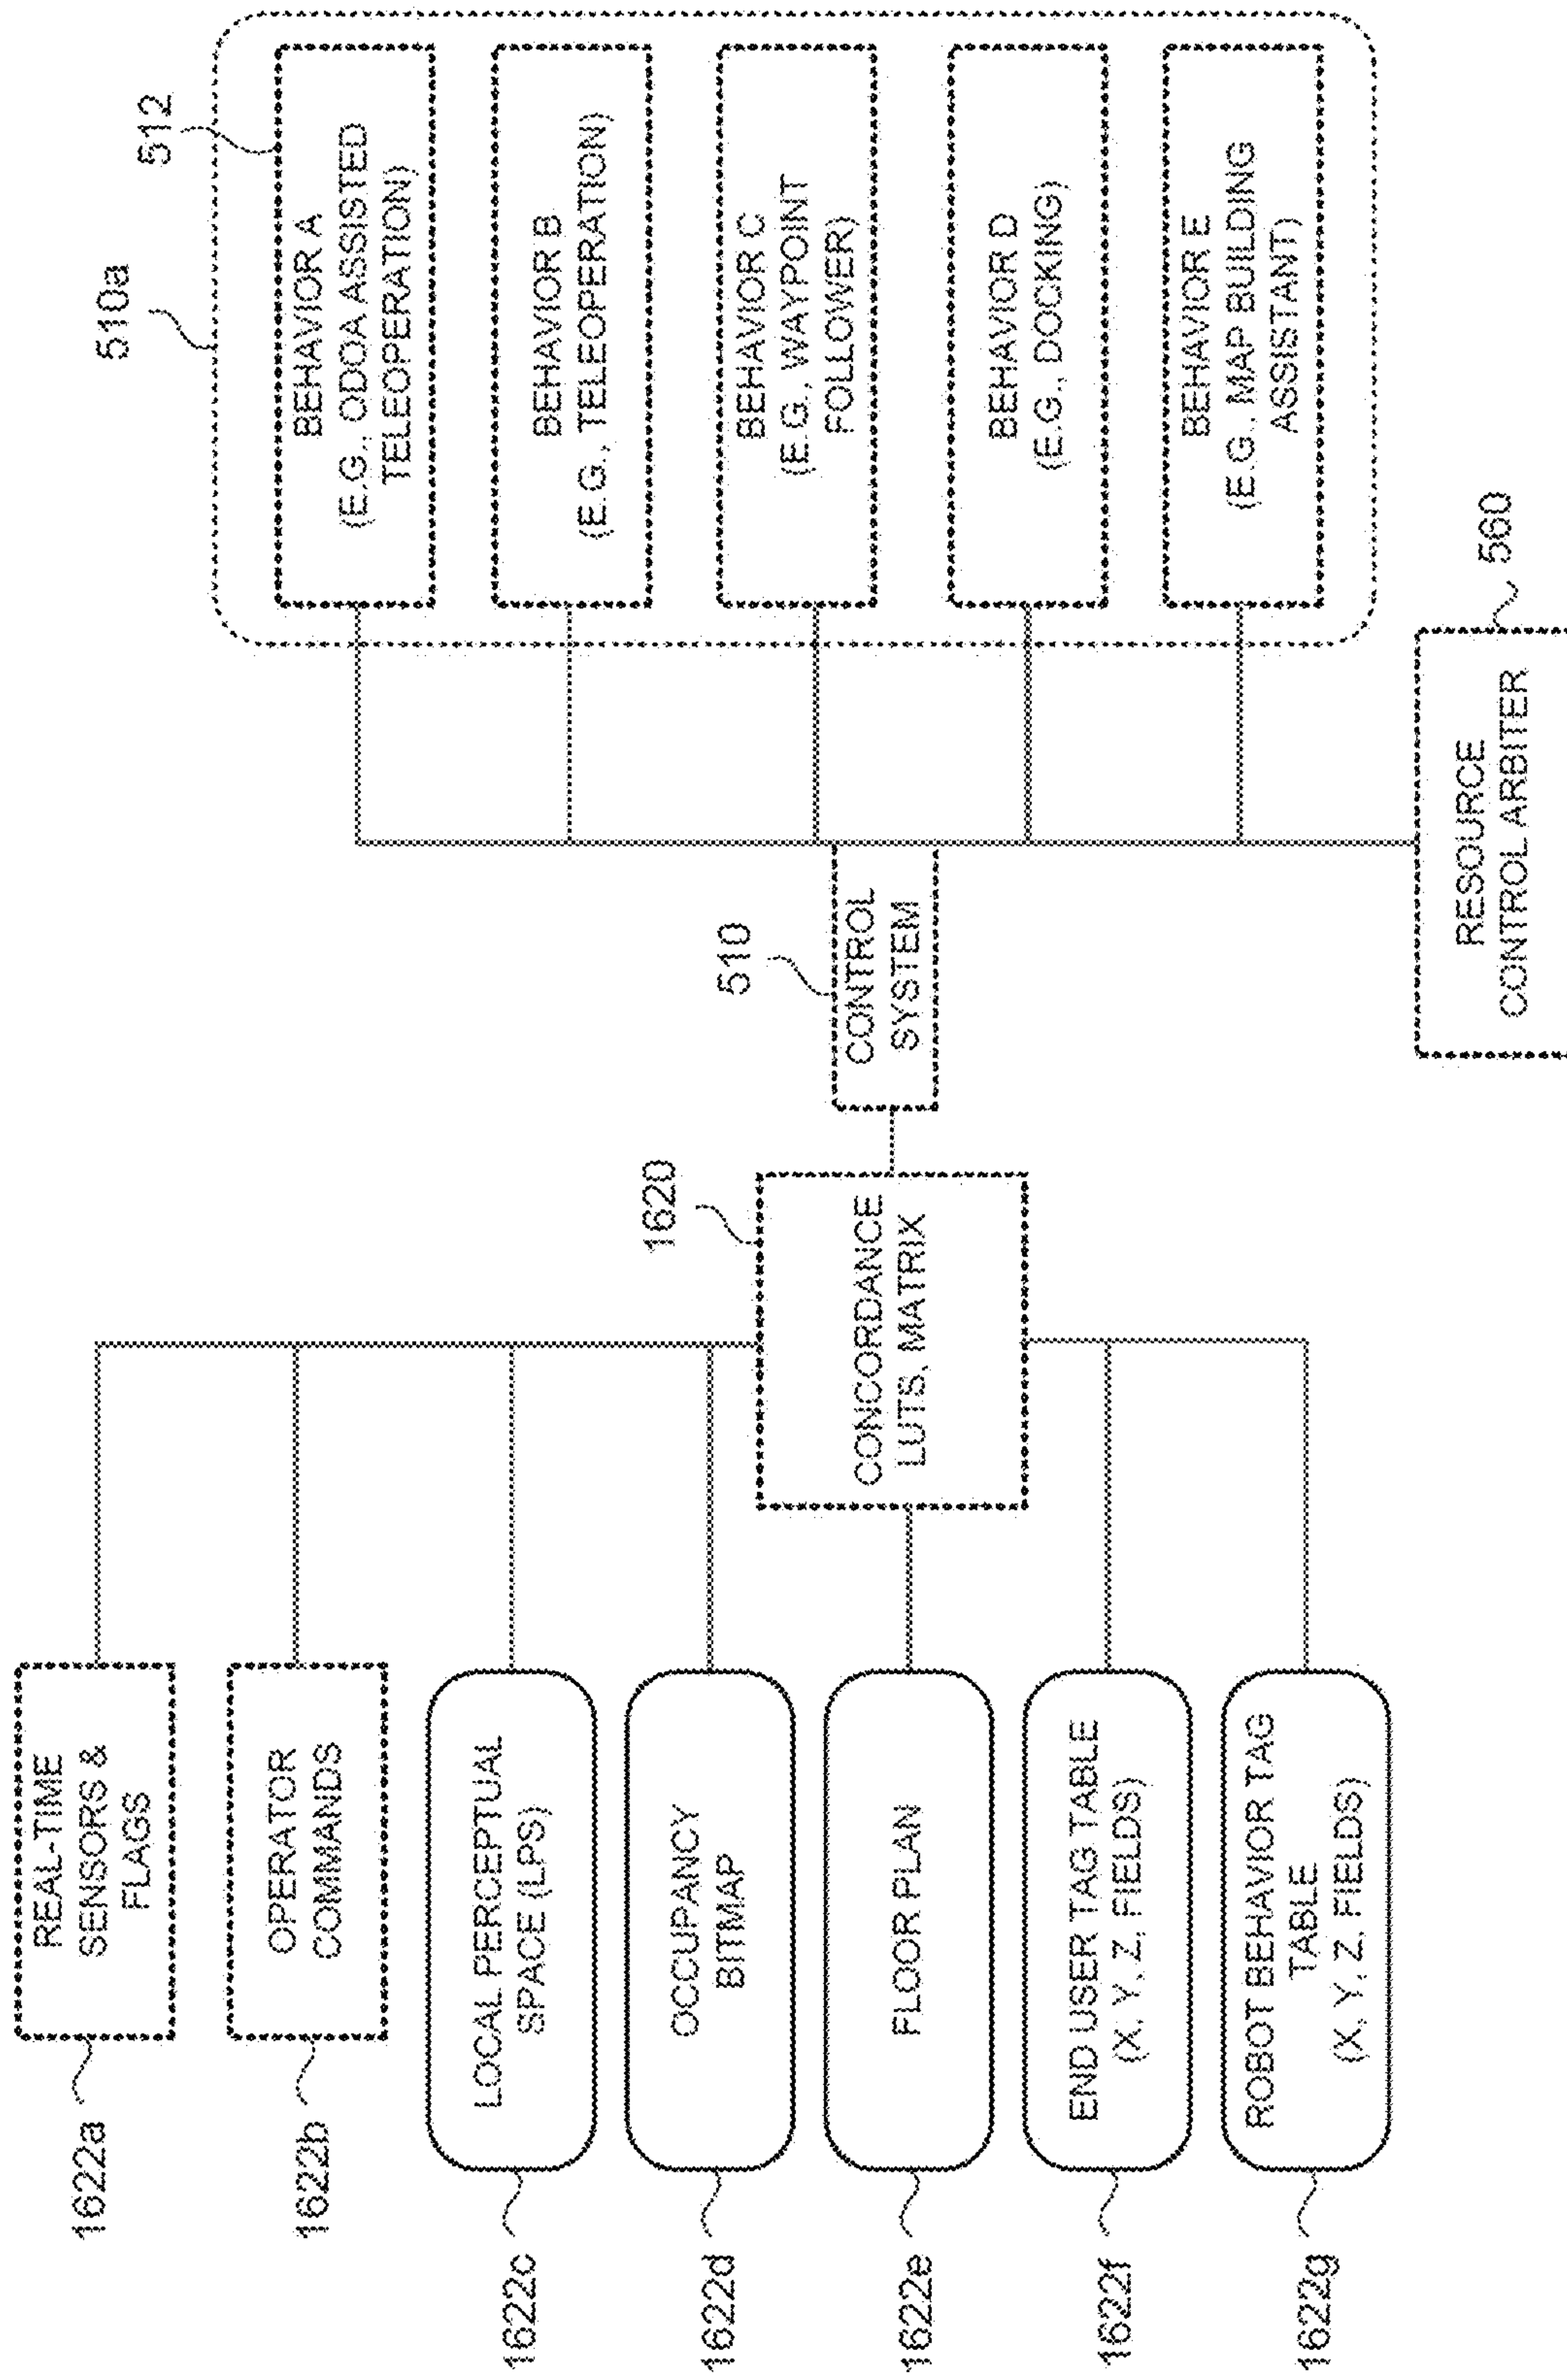 1622a
REAL-TIME
SENSORS &
FLAGS
1622b
OPERATOR
COMMANDS
1622c
LOCAL PERCEPTUAL
SPACE (LPS)
1622d
OCCUPANCY
BITMAP
1622e
FLOOR PLAN
1622f
END USER TAG TABLE
(X, Y, Z, FIELDS)
1622g
ROBOT BEHAVIOR TAG
TABLE
(X, Y, Z, FIELDS)
1620
CONCORDANCE
LUTS, MATRIX
510
CONTROL
SYSTEM
510a
512
BEHAVIOR A
(E.G., ODOA ASSISTED
TELEOPERATION)
BEHAVIOR B
(E.G., TELEOPERATION)
BEHAVIOR C
(E.G., WAYPOINT
FOLLOWER)
BEHAVIOR D
(E.G., DOCKING)
BEHAVIOR E
(E.G., MAP BUILDING
ASSISTANT)
560
RESOURCE
CONTROL ARBITER